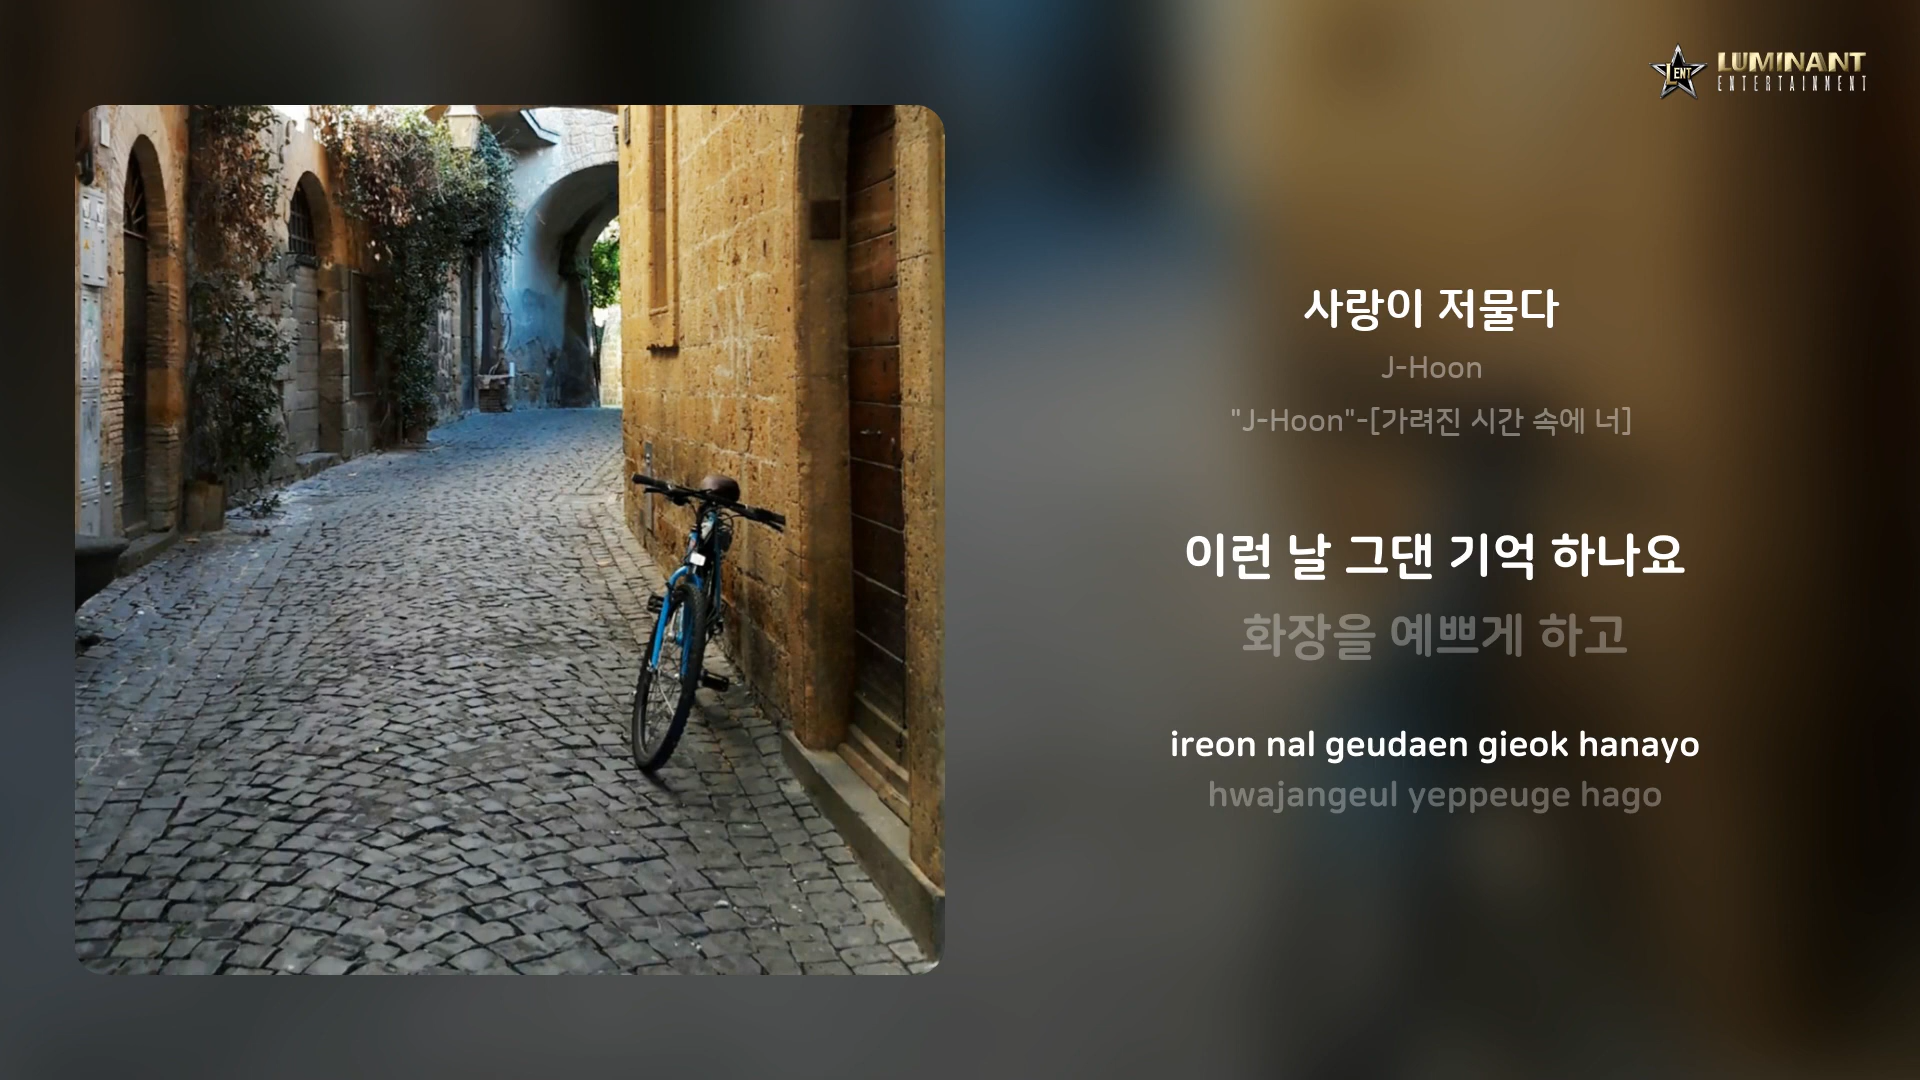 LENT
LUMINANT
ENTERTAINMENT
사랑이 저물다
J-Hoon
"J-Hoon"-[가려진 시간 속에 너]
이런 날 그댄 기억 하나요
화장을 예쁘게 하고
ireon nal geudaen gieok hanayo
hwajangeul yeppeuge hago